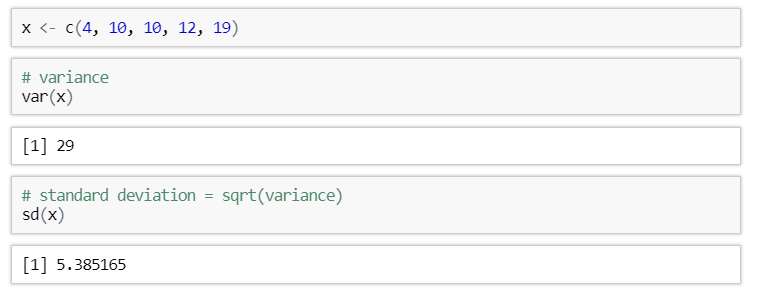 x <- c(4, 10, 10, 12, 19)
# variance
var(x)
[1] 29
# standard deviation = sqrt(variance)
sd(x)
[1] 5.385165